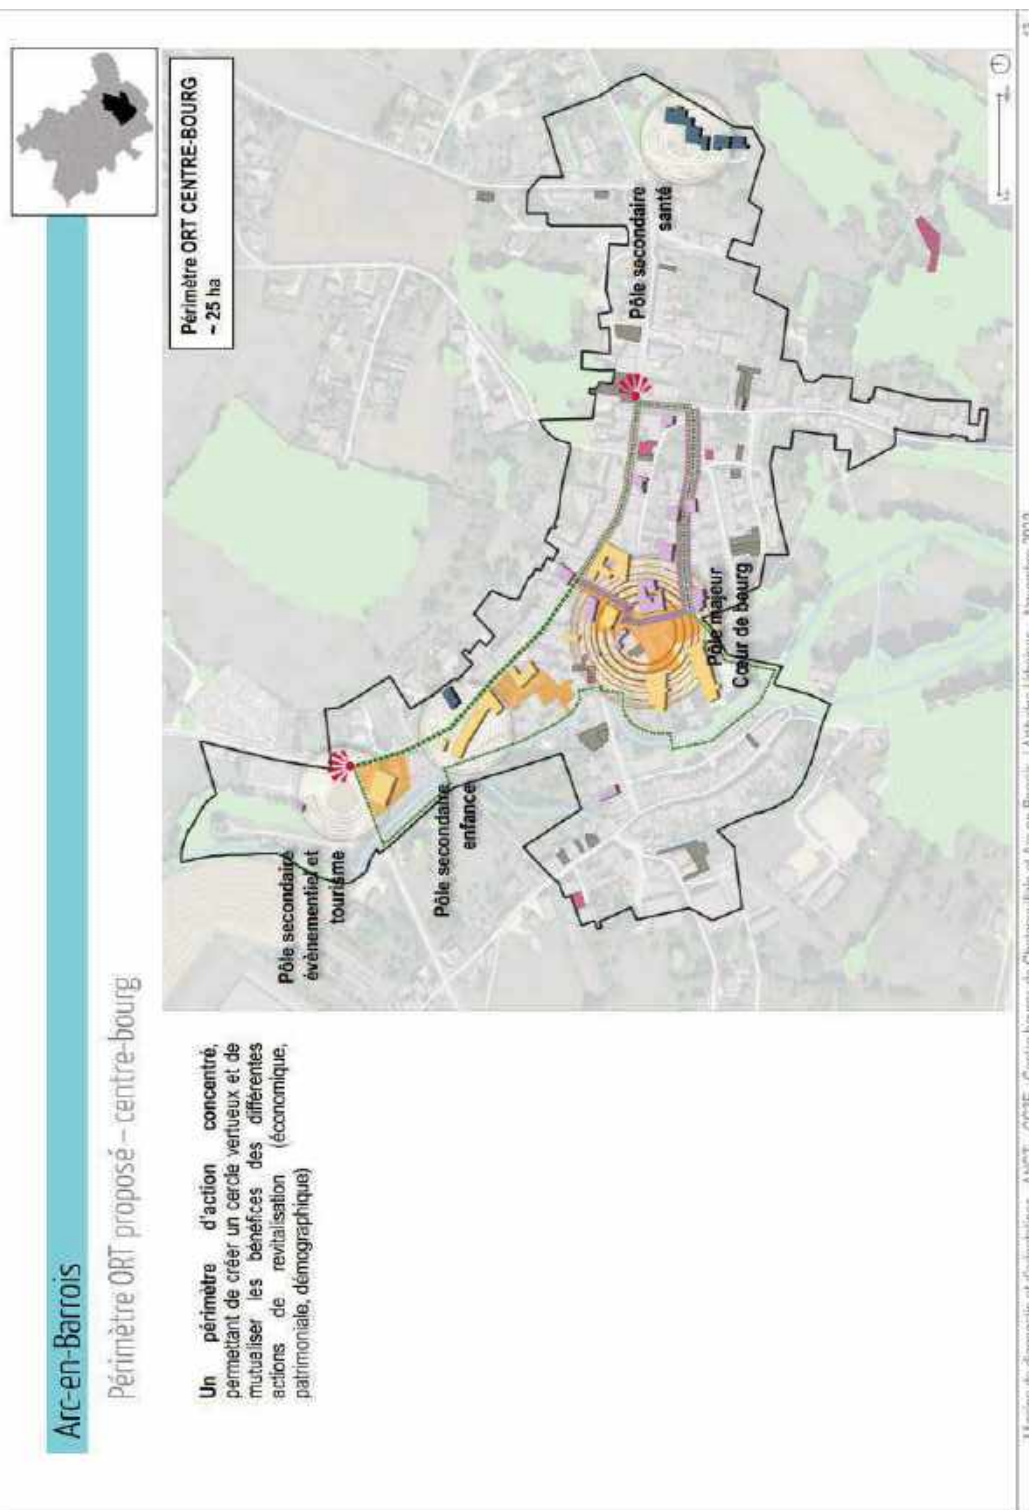 Arc-en-Barrois
Périmètre ORT proposé – centre-bourg
Un périmètre d'action concentré,
permettant de créer un cercle vertueux et de
mutualiser les bénéfices des différentes
actions de revitalisation (économique,
patrimoniale, démographique)
Périmètre ORT CENTRE-BOURG
~ 25 ha
Pôle secondaire
évènementiel et
tourisme
Pôle secondaire
enfance
Pôle majeur
Cœur de bourg
Pôle secondaire
santé